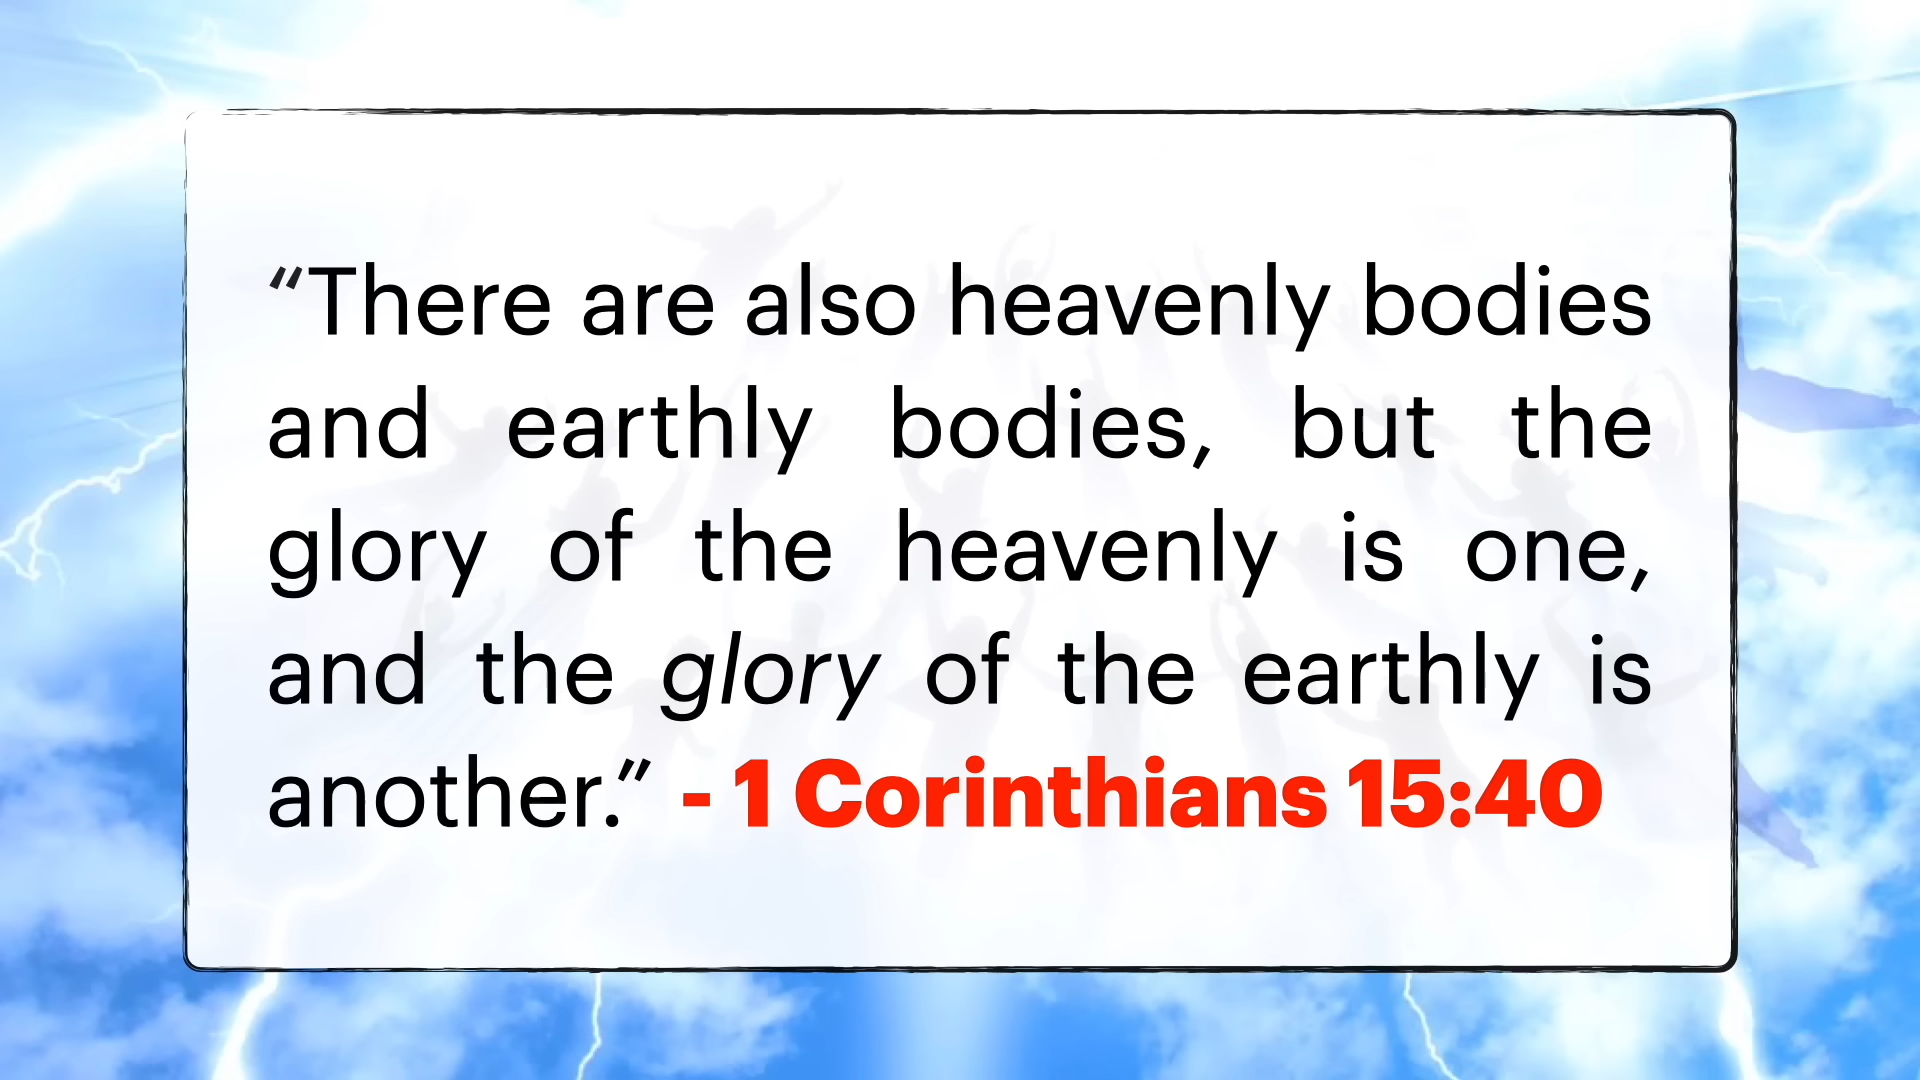 “There are also heavenly bodies
and earthly bodies, but the
glory of the heavenly is one,
and the glory of the earthly is
another.” - 1 Corinthians 15:40